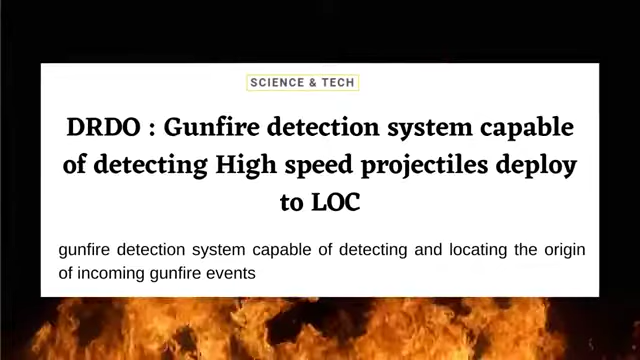 SCIENCE & TECH
DRDO : Gunfire detection system capable
of detecting High speed projectiles deploy
to LOC
gunfire detection system capable of detecting and locating the origin
of incoming gunfire events